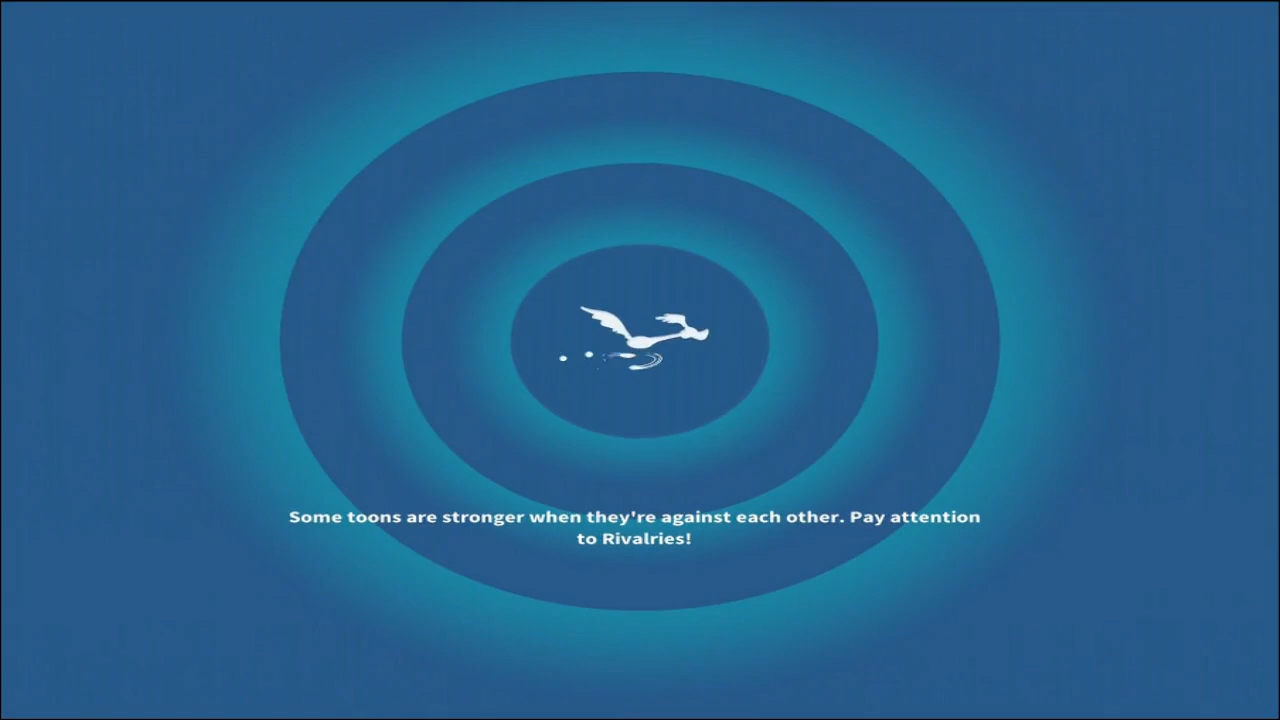 Some toons are stronger when they're against each other. Pay attention
to Rivalries!